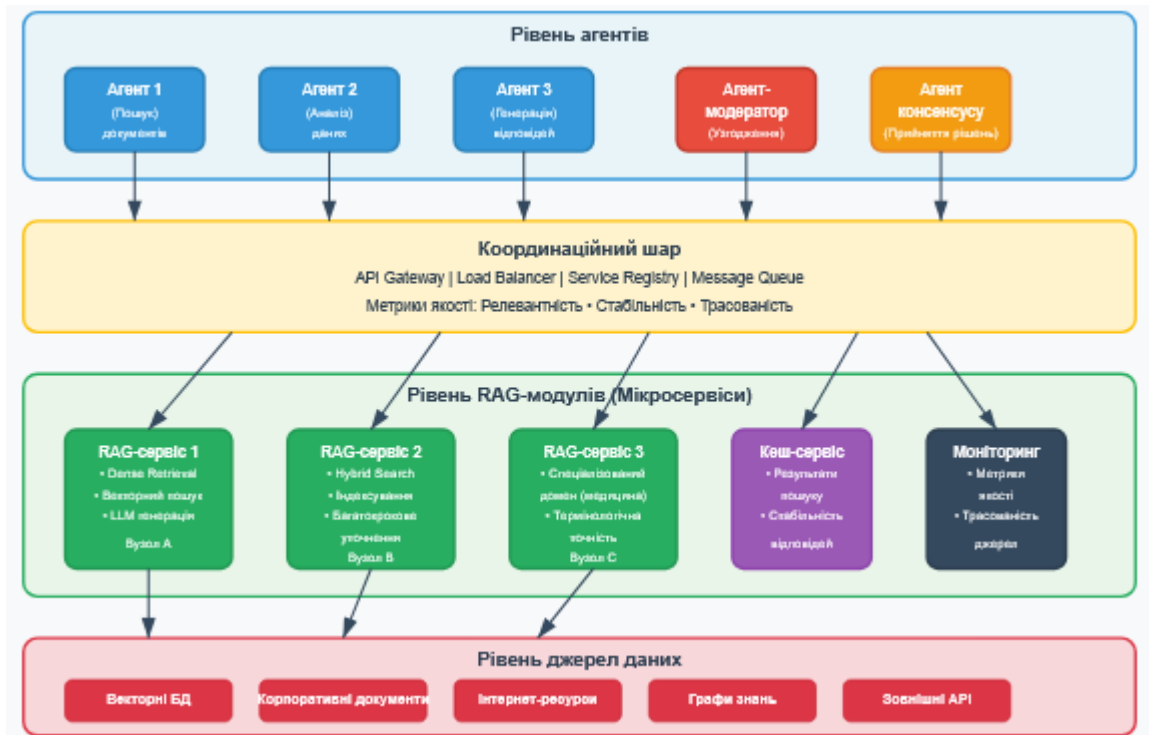 Рівень агентів
Агент 1
(Пошук)
документів
Агент 2
(Аналіз)
даних
Агент 3
(Генерація)
відповідей
Агент-
модератор
(Узгодження)
Агент
консенсусу
(Прийняття рішень)
Координаційний шар
API Gateway | Load Balancer | Service Registry | Message Queue
Метрики якості: Релевантність • Стабільність • Трасованість
Рівень RAG-модулів (Мікросервіси)
RAG-сервіс 1
• Dense Retrieval
• Векторний пошук
• LLM генерація
Вузол A
RAG-сервіс 2
• Hybrid Search
• Індексування
• Багатокрокове
уточнення
Вузол B
RAG-сервіс 3
• Спеціалізований
домен (медицина)
• Термінологічна
точність
Вузол C
Кеш-сервіс
• Результати
пошуку
• Стабільність
відповідей
Моніторинг
• Метрики
якості
• Трасованість
джерел
Рівень джерел даних
Векторні БД
Корпоративні документи
Інтернет-ресурси
Графи знань
Зовнішні API